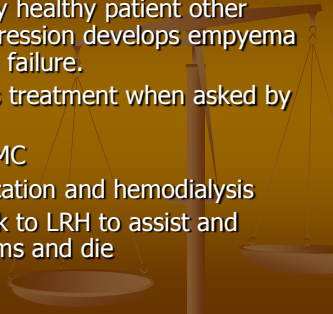 y healthy patient other
ression develops empyema
failure.
treatment when asked by
MC
cation and hemodialysis
k to LRH to assist and
ms and die